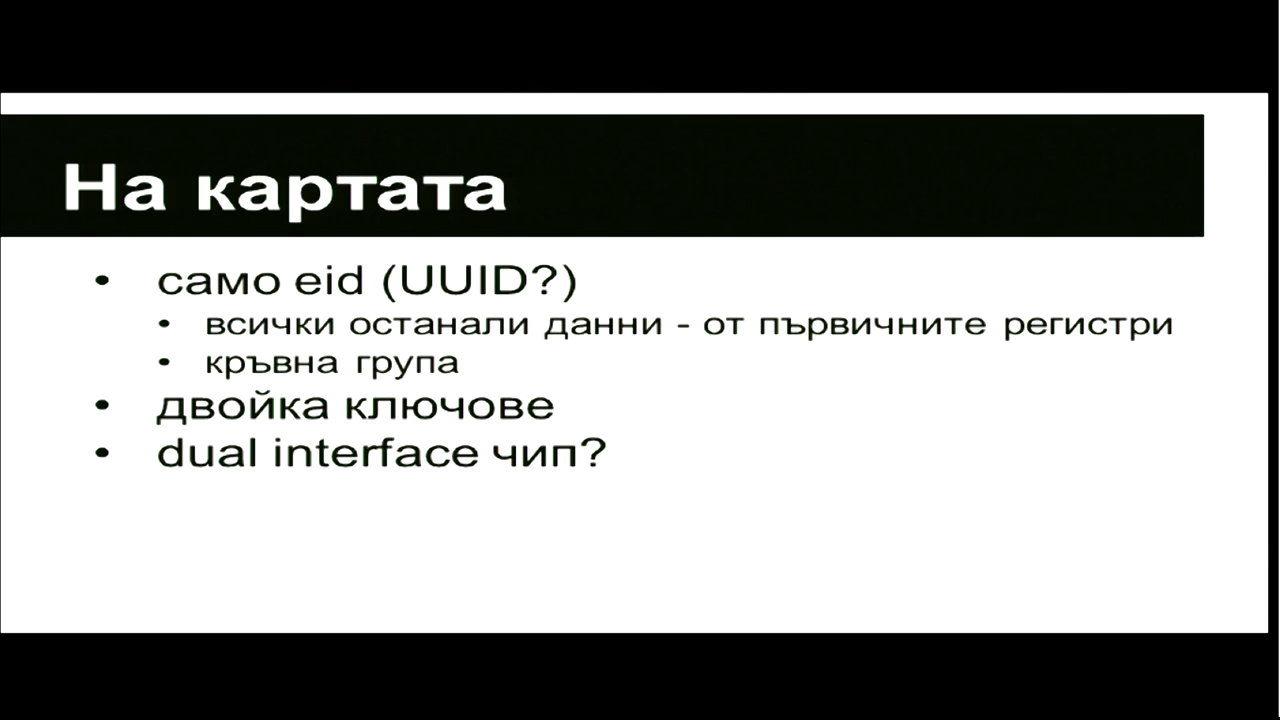 На картата
• само eid (UUID?)
• всички останали данни - от първичните регистри
• кръвна група
• двойка ключове
• dual interface чип?